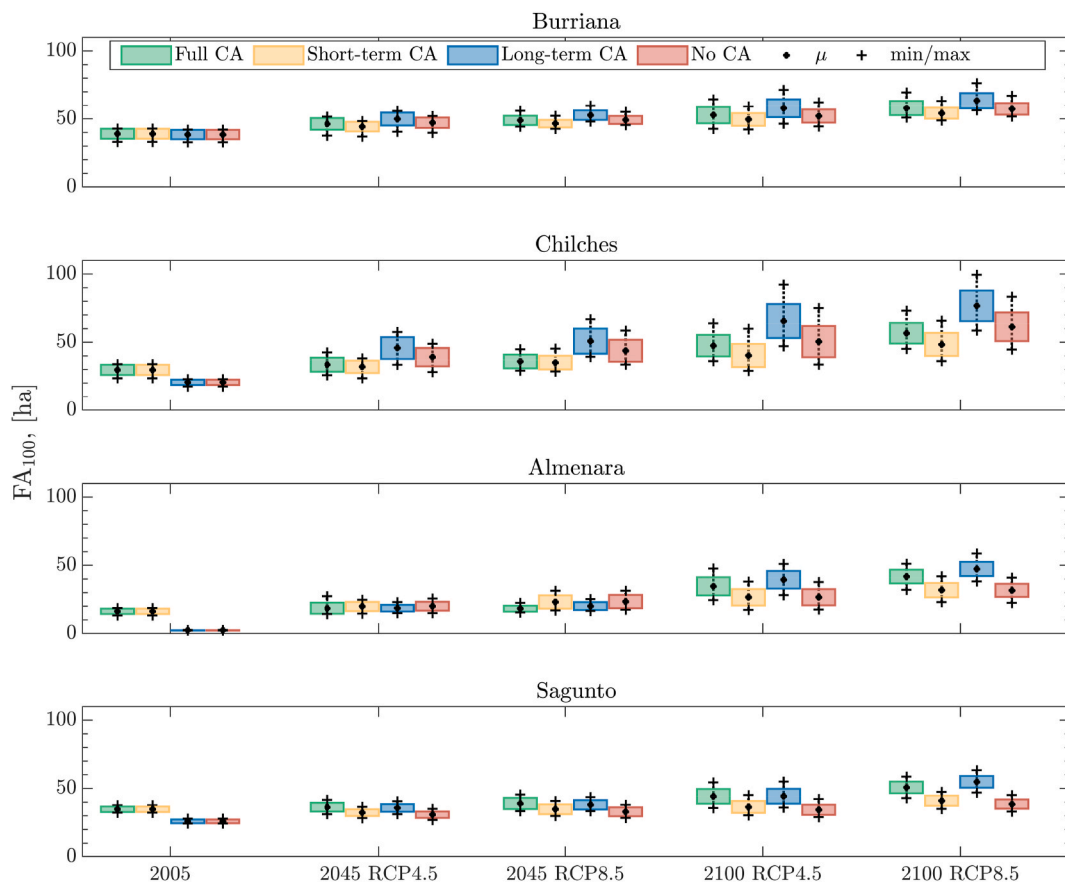 Burriana
Full CA Short-term CA Long-term CA No CA μ min/max
100
50
0
Chilches
100
50
0
FA100, [ha]
Almenara
100
50
0
Sagunto
100
50
0
2005 2045 RCP4.5 2045 RCP8.5 2100 RCP4.5 2100 RCP8.5